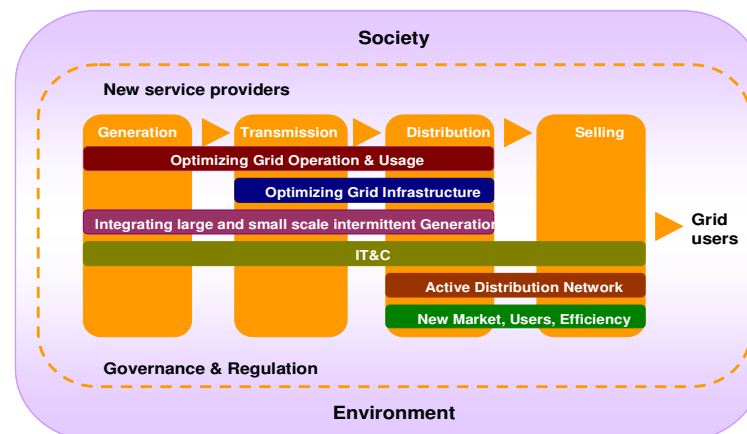 Society
New service providers
Generation
Transmission
Distribution
Selling
Optimizing Grid Operation & Usage
Optimizing Grid Infrastructure
Integrating large and small scale intermittent Generation
Grid
users
IT&C
Active Distribution Network
New Market, Users, Efficiency
Governance & Regulation
Environment